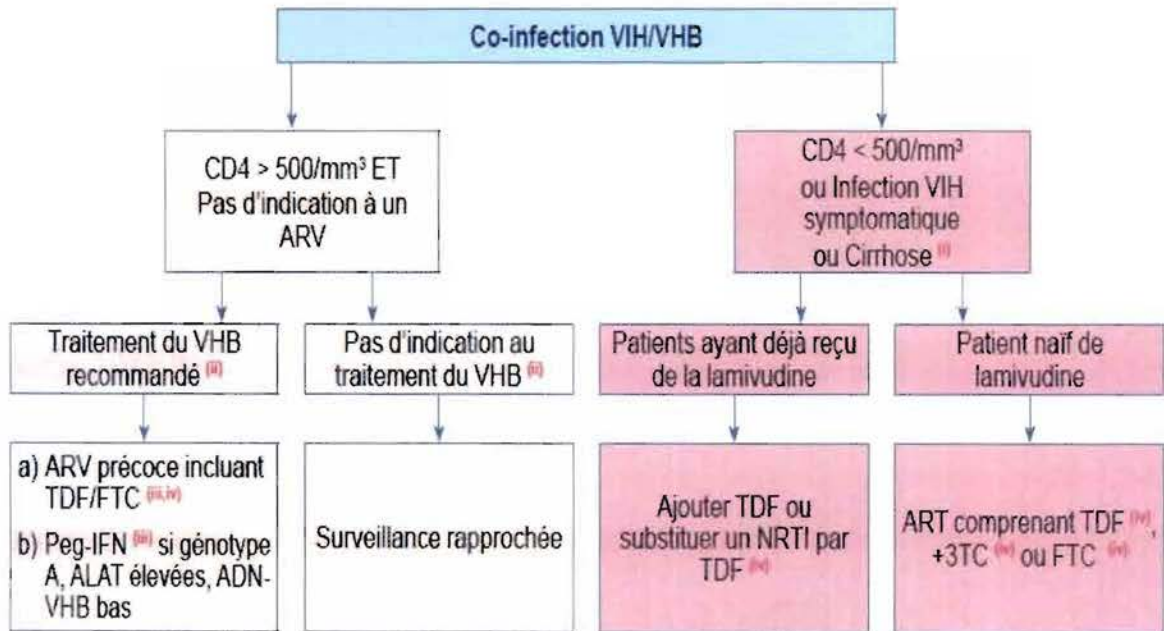 Co-infection VIH/VHB
CD4 > 500/mm³ ET
Pas d'indication à un
ARV
CD4 < 500/mm³
ou Infection VIH
symptomatique
ou Cirrhose (i)
Traitement du VHB
recommandé (ii)
Pas d'indication au
traitement du VHB (ii)
Patients ayant déjà reçu
de la lamivudine
Patient naïf de
lamivudine
a) ARV précoce incluant
TDF/FTC (iii,iv)
b) Peg-IFN (iii) si génotype
A, ALAT élevées, ADN-
VHB bas
Surveillance rapprochée
Ajouter TDF ou
substituer un NRTI par
TDF (iv)
ART comprenant TDF (iv),
+3TC (iv) ou FTC (iv)